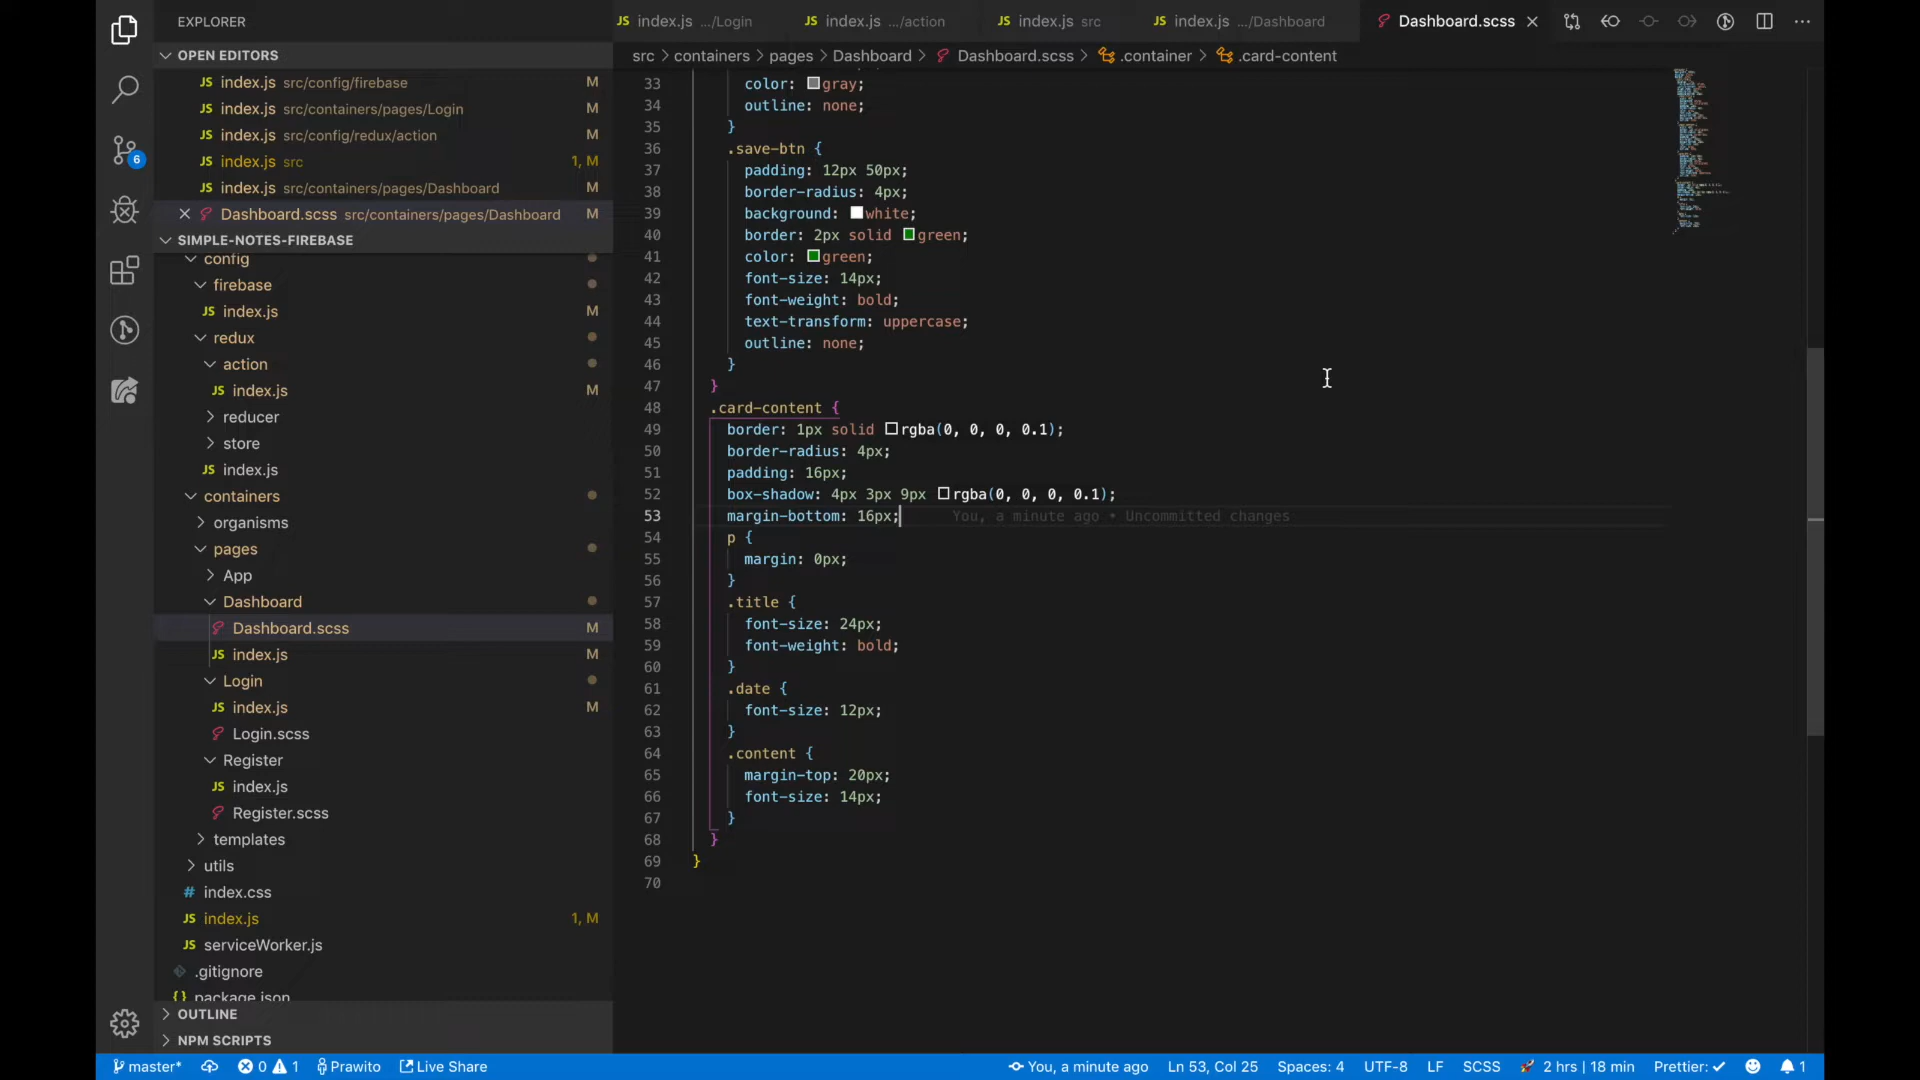 EXPLORER
OPEN EDITORS
JS index.js src/config/firebase M
JS index.js src/containers/pages/Login M
JS index.js src/config/redux/action M
JS index.js src 1, M
JS index.js src/containers/pages/Dashboard M
Dashboard.scss src/containers/pages/Dashboard M
SIMPLE-NOTES-FIREBASE
config
firebase
JS index.js M
redux
action
JS index.js M
reducer
store
JS index.js
containers
organisms
pages
App
Dashboard
Dashboard.scss M
JS index.js M
Login
JS index.js M
Login.scss
Register
JS index.js
Register.scss
templates
utils
# index.css
JS index.js 1, M
JS serviceWorker.js
.gitignore
{} package.json
OUTLINE
NPM SCRIPTS
6
JS index.js .../Login JS index.js .../action JS index.js src JS index.js .../Dashboard Dashboard.scss
src > containers > pages > Dashboard > Dashboard.scss > .container > .card-content
33 color: gray;
34 outline: none;
35 }
36 .save-btn {
37 padding: 12px 50px;
38 border-radius: 4px;
39 background: white;
40 border: 2px solid green;
41 color: green;
42 font-size: 14px;
43 font-weight: bold;
44 text-transform: uppercase;
45 outline: none;
46 }
47 }
48 .card-content {
49 border: 1px solid rgba(0, 0, 0, 0.1);
50 border-radius: 4px;
51 padding: 16px;
52 box-shadow: 4px 3px 9px rgba(0, 0, 0, 0.1);
53 margin-bottom: 16px; You, a minute ago • Uncommitted changes
54 p {
55 margin: 0px;
56 }
57 .title {
58 font-size: 24px;
59 font-weight: bold;
60 }
61 .date {
62 font-size: 12px;
63 }
64 .content {
65 margin-top: 20px;
66 font-size: 14px;
67 }
68 }
69 }
70
master* 0 1 Prawito Live Share You, a minute ago Ln 53, Col 25 Spaces: 4 UTF-8 LF SCSS 2 hrs | 18 min Prettier: ✓ 1